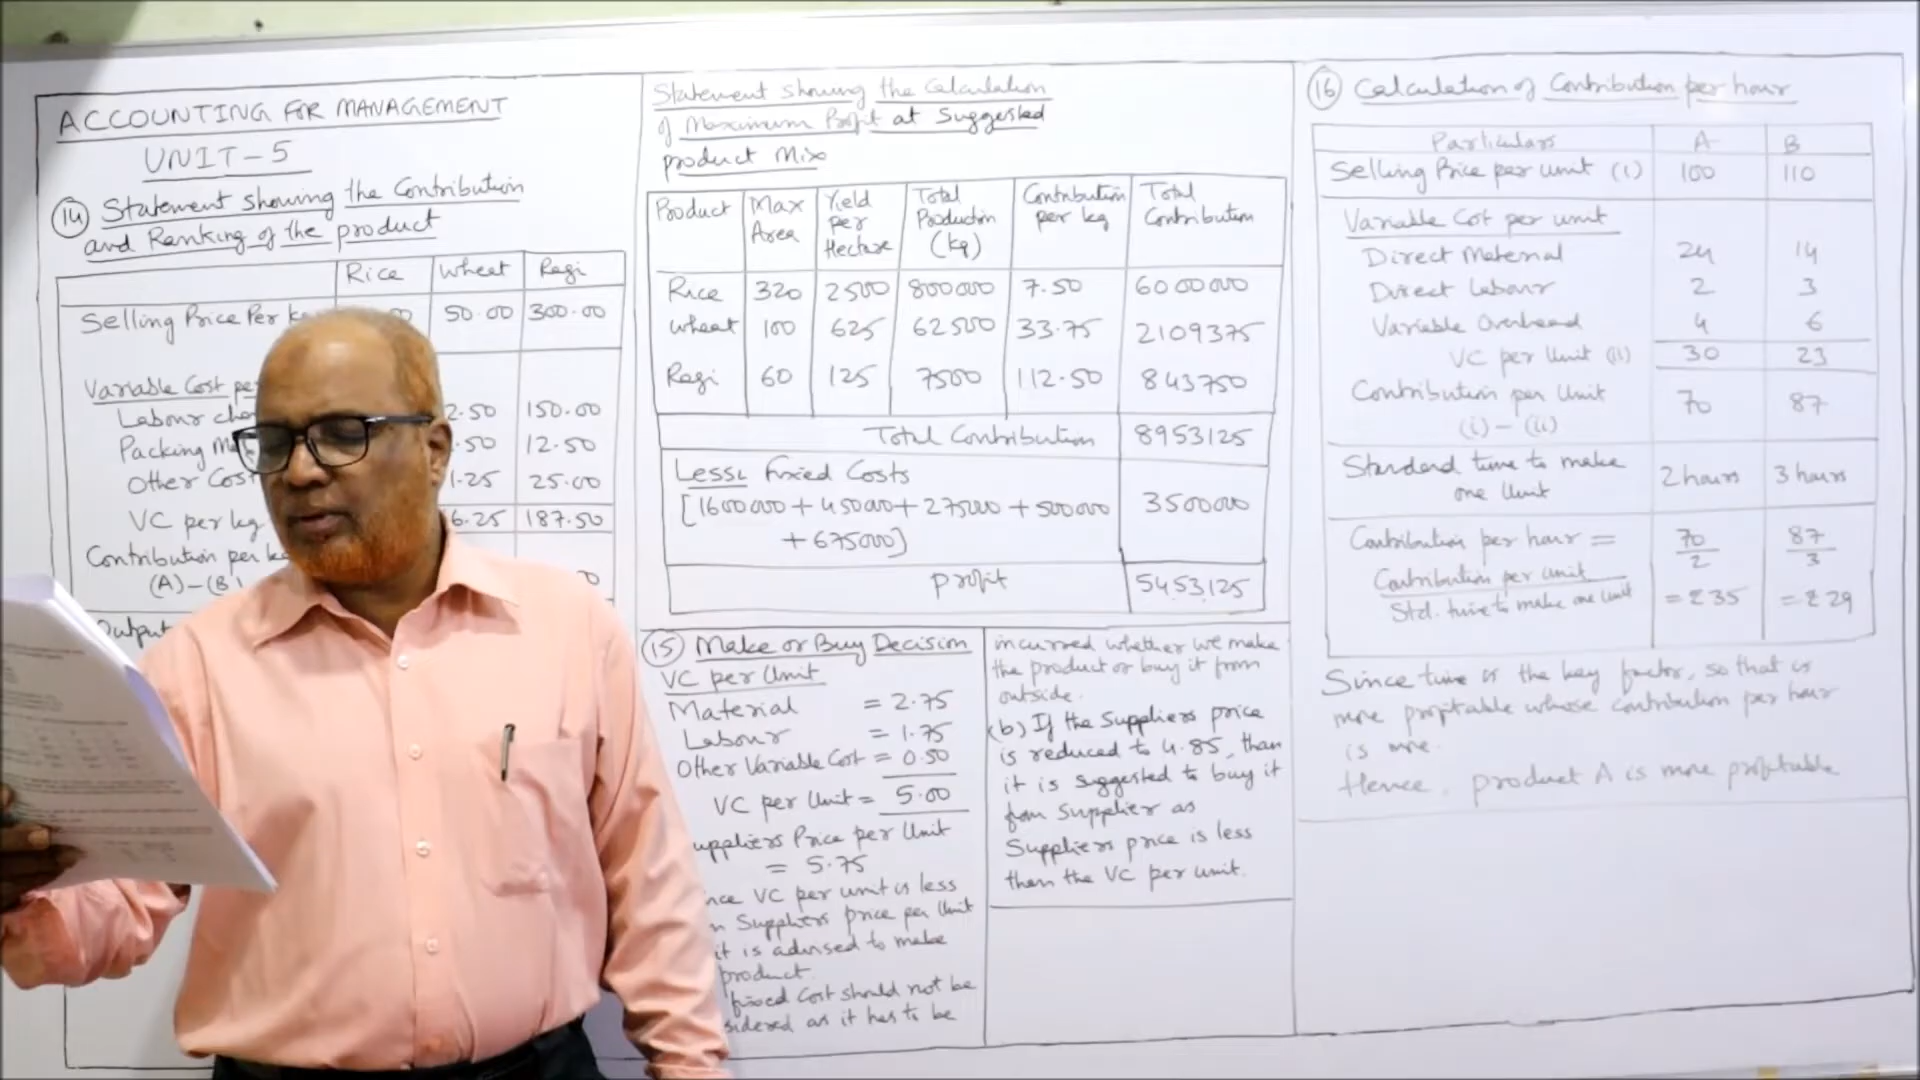 ACCOUNTING FOR MANAGEMENT
UNIT-5
(14) Statement showing the Contribution
and Ranking of the product
Rice Wheat Ragi
Selling Price Per 50.00 300.00
Variable Cost
Labour 2.50 150.00
Packing .50 12.50
Other Cost 1.25 25.00
VC per kg 6.25 187.50
Contribution per
(A)-(B)
Output
Statement showing the Calculation
of Maximum Profit at Suggested
product Mix
Product Max Area Yield per Hectare Total Production (kg) Contribution per kg Total Contribution
Rice 320 2500 800000 7.50 6000000
Wheat 100 625 62500 33.75 2109375
Ragi 60 125 7500 112.50 843750
Total Contribution 8953125
Less: Fixed Costs
[1600000 + 450000 + 275000 + 500000 3500000
+ 675000]
Profit 5453125
(15) Make or Buy Decision
VC per Unit
Material = 2.75
Labour = 1.75
Other Variable Cost = 0.50
VC per Unit = 5.00
uppliers Price per Unit
= 5.75
nce VC per unit is less
n Suppliers price per Unit
it is advised to make
product.
fixed Cost should not be
sidered as it has to be
incurred whether we make
the product or buy it from
outside.
(b) If the Suppliers price
is reduced to 4.85, than
it is suggested to buy it
from Supplier as
Suppliers price is less
then the VC per unit.
(16) Calculation of Contribution per hour
Particulars A B
Selling Price per unit (i) 100 110
Variable Cost per unit
Direct Material 24 14
Direct Labour 2 3
Variable Overhead 4 6
VC per Unit (ii) 30 23
Contribution per Unit 70 87
(i) - (ii)
Standard time to make
one Unit 2 hours 3 hours
Contribution per hour = 70/2 87/3
Contribution per unit
Std. time to make one unit = ₹35 = ₹29
Since time is the key factor, so that is
more profitable whose contribution per hour
is more.
Hence, product A is more profitable